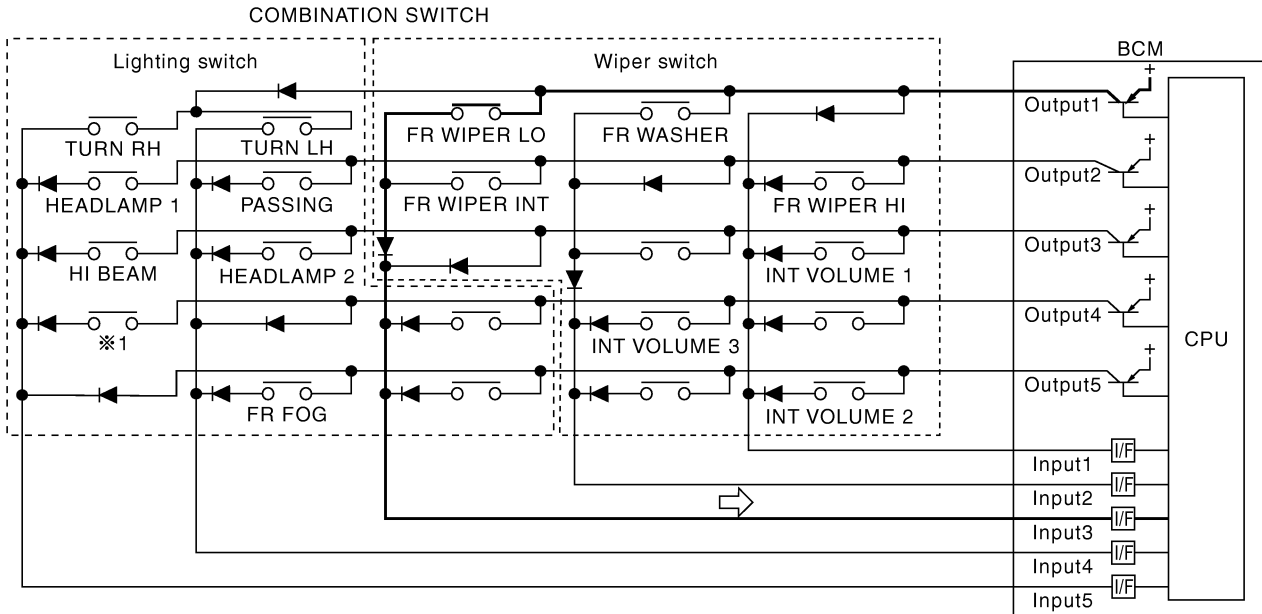 COMBINATION SWITCH
BCM
Lighting switch
Wiper switch
+
Output1
TURN RH
TURN LH
FR WIPER LO
FR WASHER
+
Output2
HEADLAMP 1
PASSING
FR WIPER INT
FR WIPER HI
+
Output3
HI BEAM
HEADLAMP 2
INT VOLUME 1
+
Output4
※1
INT VOLUME 3
CPU
+
Output5
FR FOG
INT VOLUME 2
I/F
Input1
I/F
Input2
I/F
Input3
I/F
Input4
I/F
Input5